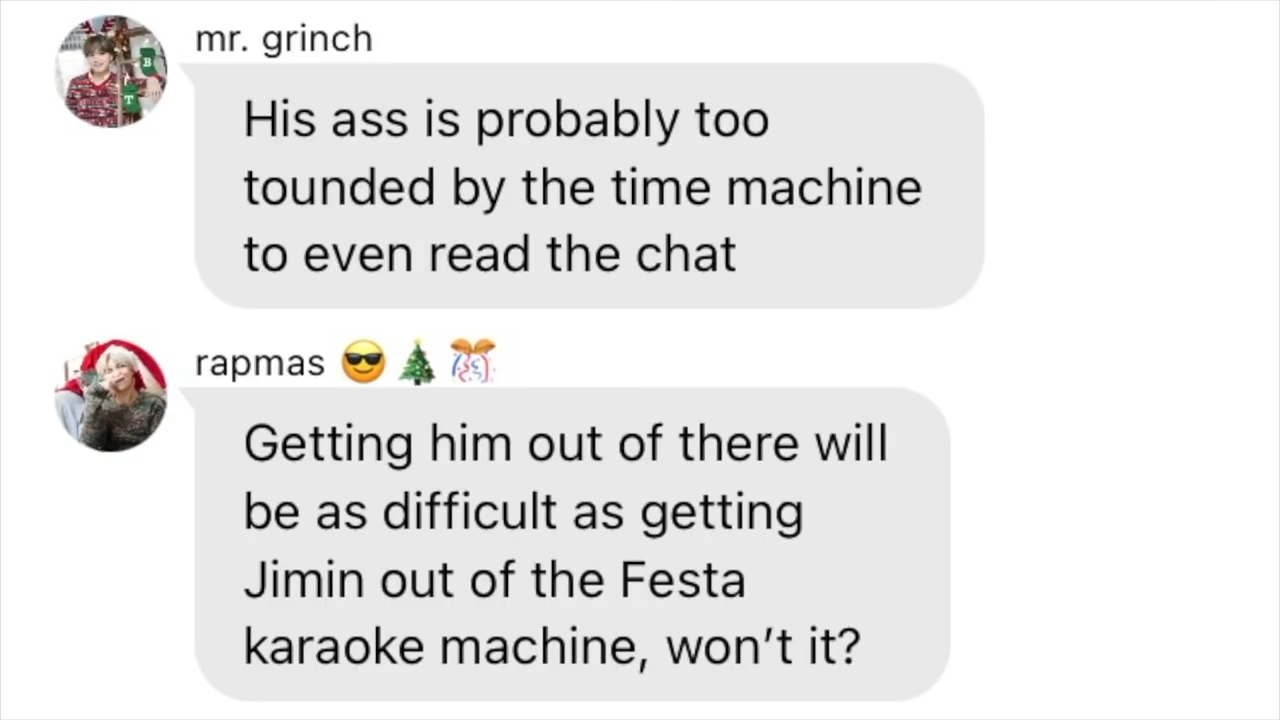 mr. grinch
His ass is probably too
tounded by the time machine
to even read the chat
rapmas 😎🎄🎊
Getting him out of there will
be as difficult as getting
Jimin out of the Festa
karaoke machine, won’t it?
B
T